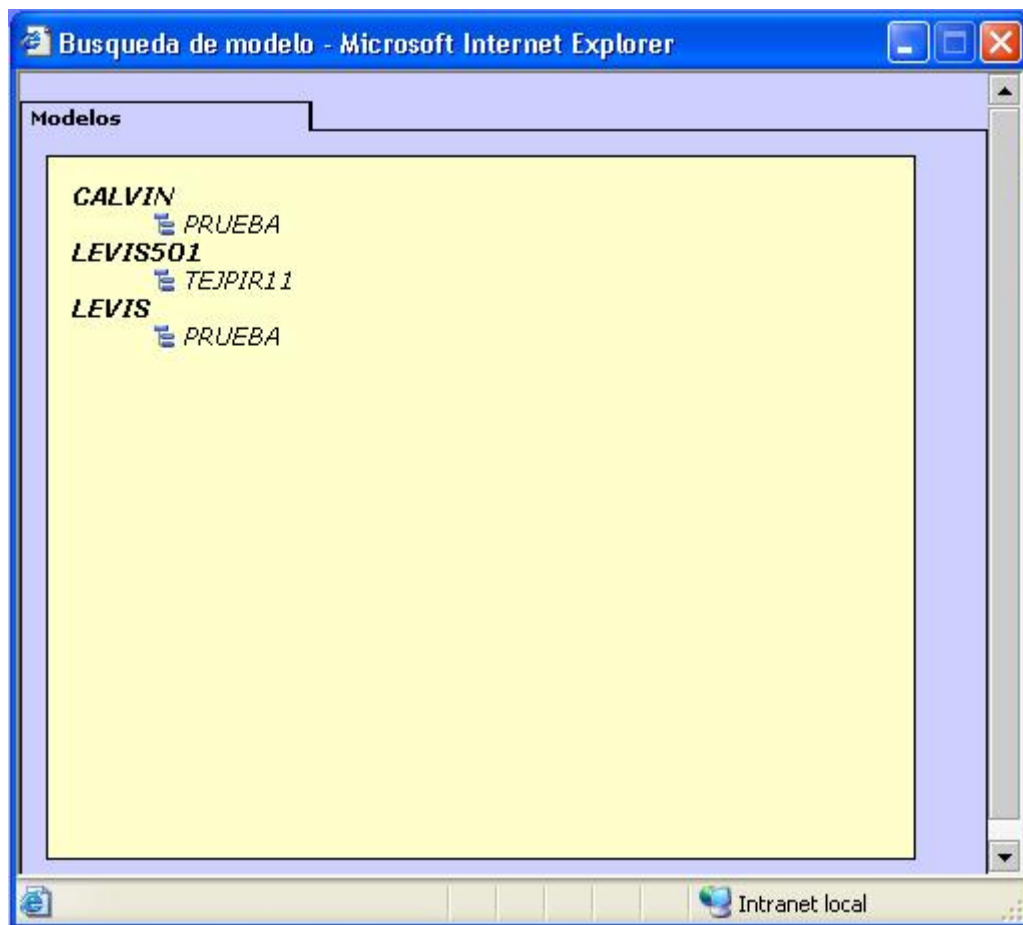 Busqueda de modelo - Microsoft Internet Explorer
Modelos
CALVIN
PRUEBA
LEVIS501
TEJPIR11
LEVIS
PRUEBA
Intranet local